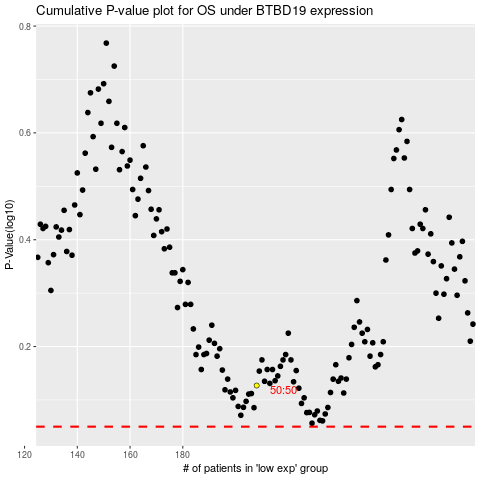 Cumulative P-value plot for OS under BTBD19 expression
0.8
0.6
0.4
0.2
P-Value(log10)
50:50
120 140 160 180
# of patients in 'low exp' group